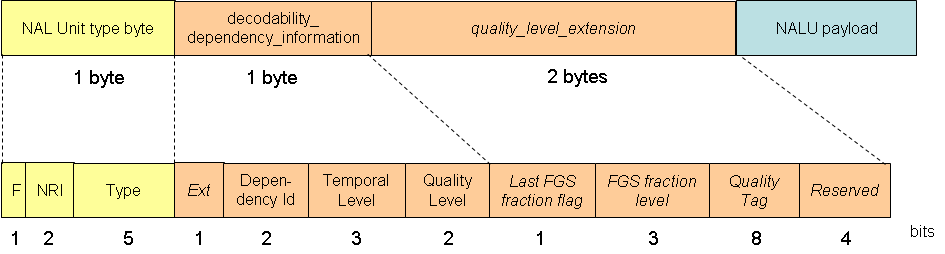 NAL Unit type byte
decodability_
dependency_information
quality_level_extension
NALU payload
1 byte
1 byte
2 bytes
F
NRI
Type
Ext
Depen-
dency Id
Temporal
Level
Quality
Level
Last FGS
fraction flag
FGS fraction
level
Quality
Tag
Reserved
1
2
5
1
2
3
2
1
3
8
4
bits